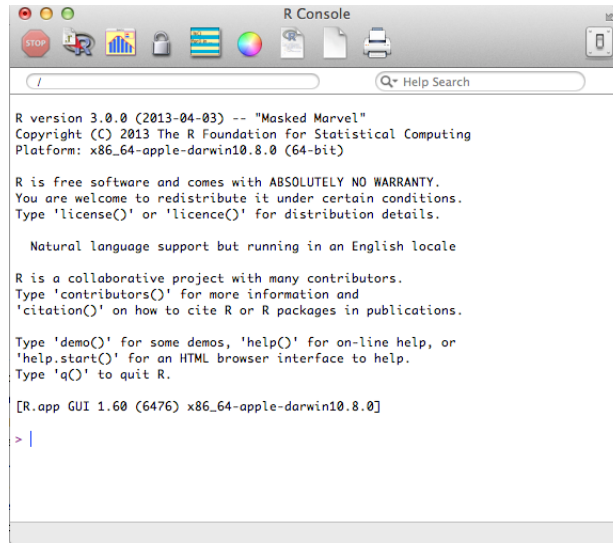 R Console
STOP
R
R
/
Help Search
R version 3.0.0 (2013-04-03) -- "Masked Marvel"
Copyright (C) 2013 The R Foundation for Statistical Computing
Platform: x86_64-apple-darwin10.8.0 (64-bit)
R is free software and comes with ABSOLUTELY NO WARRANTY.
You are welcome to redistribute it under certain conditions.
Type 'license()' or 'licence()' for distribution details.
Natural language support but running in an English locale
R is a collaborative project with many contributors.
Type 'contributors()' for more information and
'citation()' on how to cite R or R packages in publications.
Type 'demo()' for some demos, 'help()' for on-line help, or
'help.start()' for an HTML browser interface to help.
Type 'q()' to quit R.
[R.app GUI 1.60 (6476) x86_64-apple-darwin10.8.0]
>